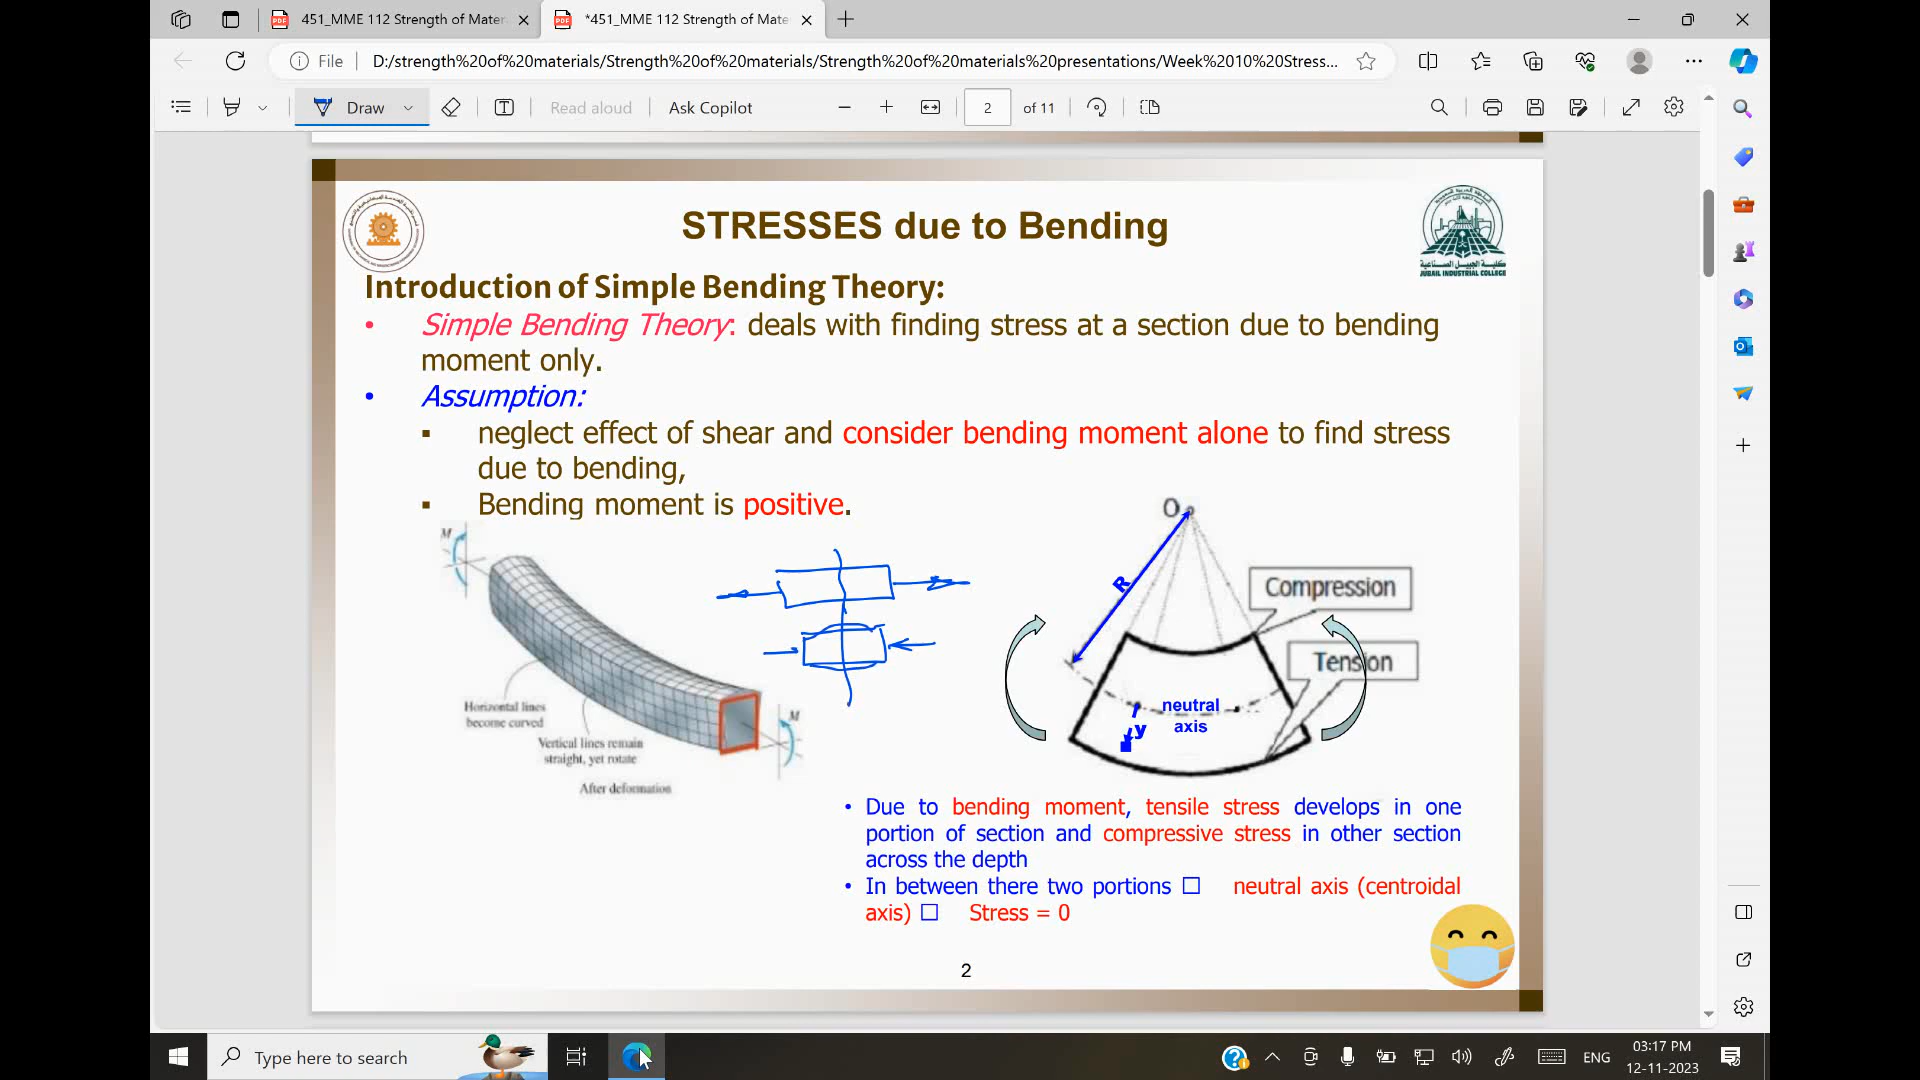 451_MME 112 Strength of Mater
*451_MME 112 Strength of Mate
File
D:/strength%20of%20materials/Strength%20of%20materials/Strength%20of%20materials%20presentations/Week%2010%20Stress...
Draw
Read aloud
Ask Copilot
2
of 11
STRESSES due to Bending
JUBAIL INDUSTRIAL COLLEGE
Introduction of Simple Bending Theory:
• Simple Bending Theory: deals with finding stress at a section due to bending
moment only.
• Assumption:
▪ neglect effect of shear and consider bending moment alone to find stress
due to bending,
▪ Bending moment is positive.
M
O
R
Compression
Tension
neutral
axis
y
Horizontal lines
become curved
M
Vertical lines remain
straight, yet rotate
After deformation
• Due to bending moment, tensile stress develops in one
portion of section and compressive stress in other section
across the depth
• In between there two portions □ neutral axis (centroidal
axis) □ Stress = 0
2
Type here to search
ENG
03:17 PM
12-11-2023